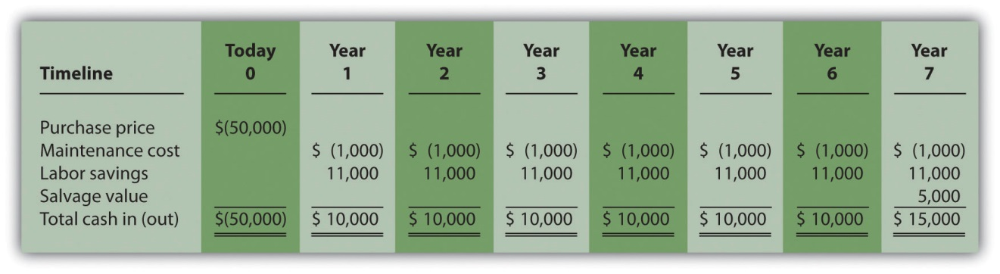 Today Year Year Year Year Year Year Year
Timeline 0 1 2 3 4 5 6 7
Purchase price $(50,000)
Maintenance cost $ (1,000) $ (1,000) $ (1,000) $ (1,000) $ (1,000) $ (1,000) $ (1,000)
Labor savings 11,000 11,000 11,000 11,000 11,000 11,000 11,000
Salvage value 5,000
Total cash in (out) $(50,000) $ 10,000 $ 10,000 $ 10,000 $ 10,000 $ 10,000 $ 10,000 $ 15,000